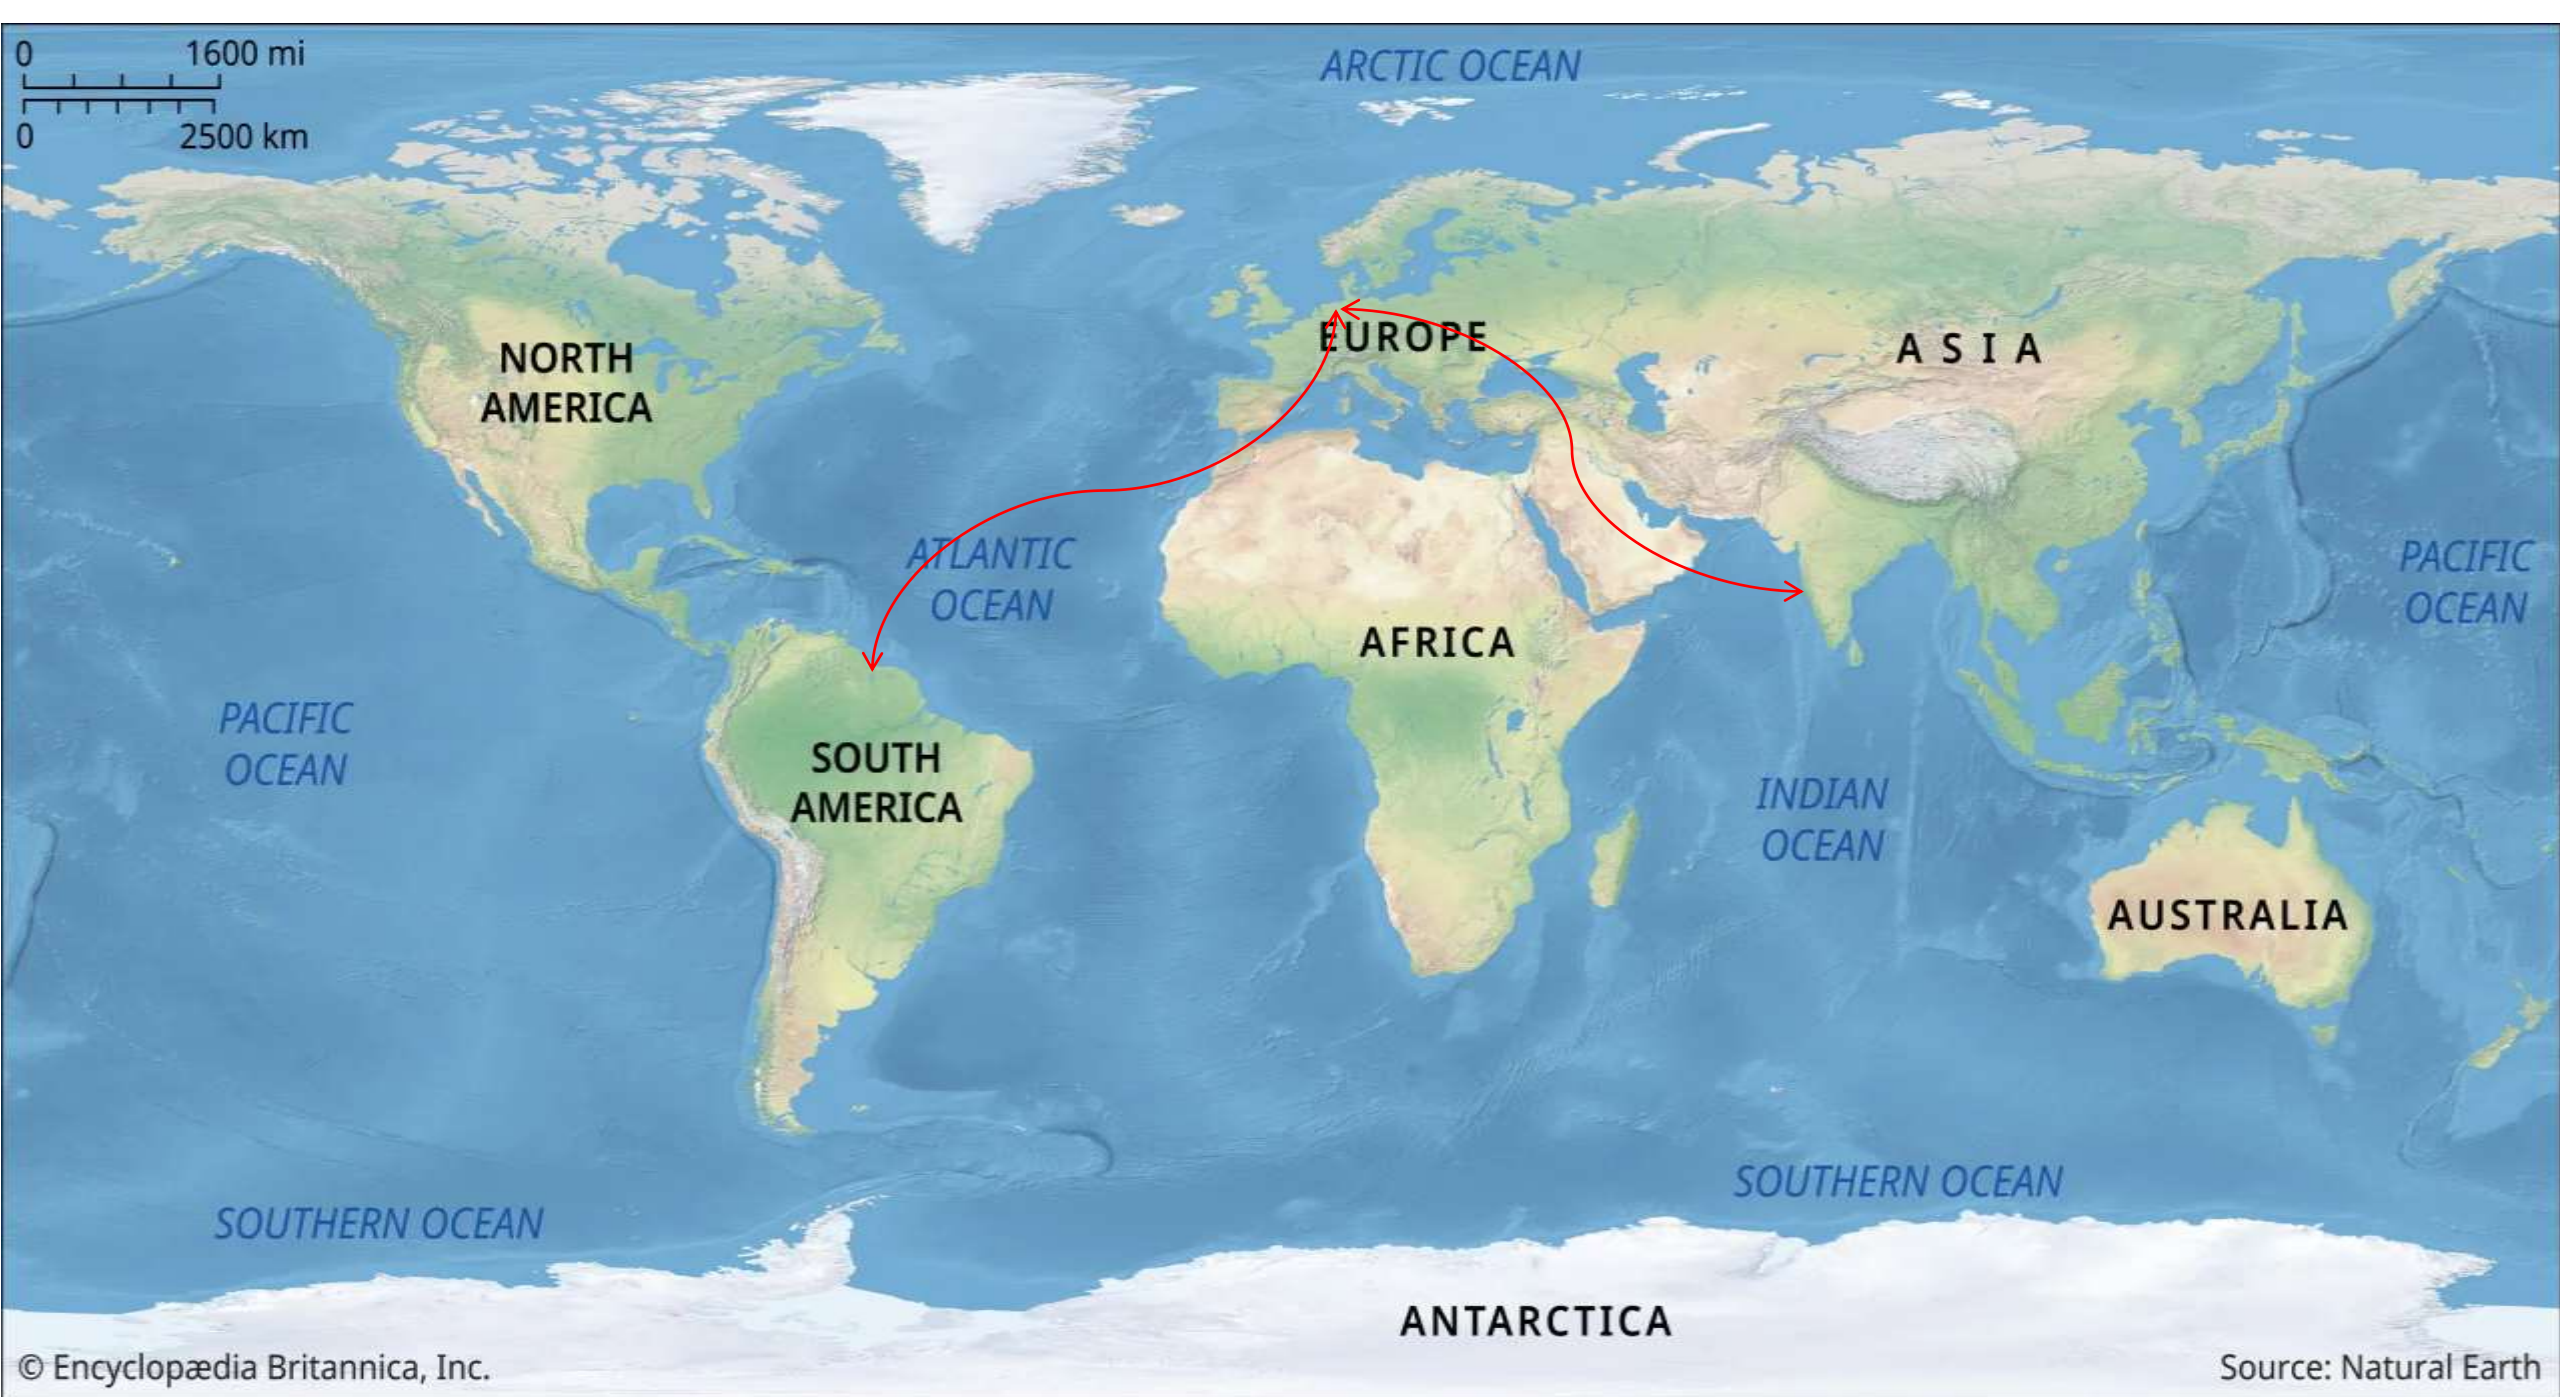 0 1600 mi
0 2500 km
ARCTIC OCEAN
NORTH
AMERICA
EUROPE
ASIA
ATLANTIC
OCEAN
PACIFIC
OCEAN
AFRICA
PACIFIC
OCEAN
SOUTH
AMERICA
INDIAN
OCEAN
AUSTRALIA
SOUTHERN OCEAN
SOUTHERN OCEAN
ANTARCTICA
© Encyclopædia Britannica, Inc.
Source: Natural Earth